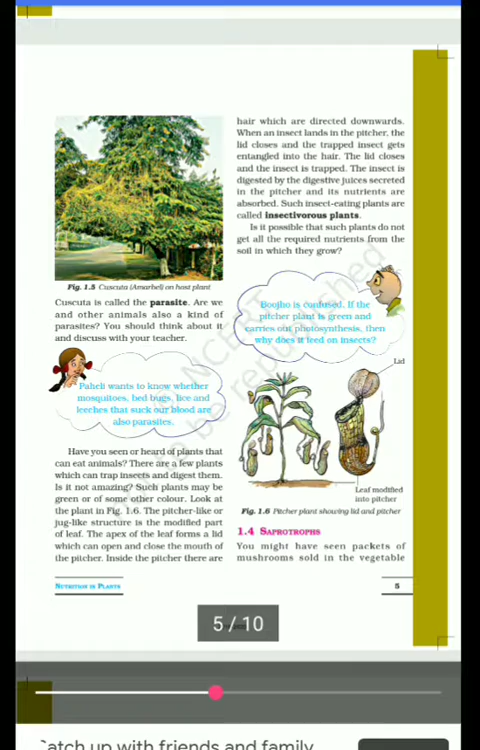 Fig. 1.5 Cuscuta (Amarbel) on host plant
Cuscuta is called the parasite. Are we
and other animals also a kind of
parasites? You should think about it
and discuss with your teacher.
Paheli wants to know whether
mosquitoes, bed bugs, lice and
leeches that suck our blood are
also parasites.
Have you seen or heard of plants that
can eat animals? There are a few plants
which can trap insects and digest them.
Is it not amazing? Such plants may be
green or of some other colour. Look at
the plant in Fig. 1.6. The pitcher-like or
jug-like structure is the modified part
of leaf. The apex of the leaf forms a lid
which can open and close the mouth of
the pitcher. Inside the pitcher there are
hair which are directed downwards.
When an insect lands in the pitcher, the
lid closes and the trapped insect gets
entangled into the hair. The lid closes
and the insect is trapped. The insect is
digested by the digestive juices secreted
in the pitcher and its nutrients are
absorbed. Such insect-eating plants are
called insectivorous plants.
Is it possible that such plants do not
get all the required nutrients from the
soil in which they grow?
Boojho is confused. If the
pitcher plant is green and
carries out photosynthesis, then
why does it feed on insects?
Lid
Leaf modified
into pitcher
Fig. 1.6 Pitcher plant showing lid and pitcher
1.4 SAPROTROPHS
You might have seen packets of
mushrooms sold in the vegetable
NUTRITION IN PLANTS
5
5 / 10
atch up with friends and family